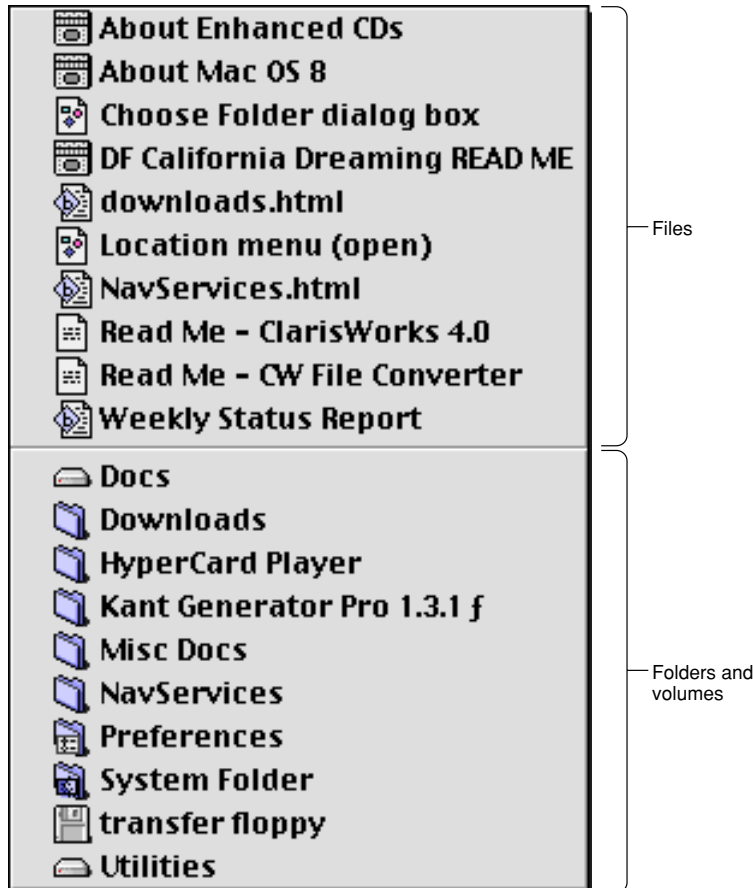 About Enhanced CDs
About Mac OS 8
Choose Folder dialog box
DF California Dreaming READ ME
downloads.html
Location menu (open)
NavServices.html
Read Me - ClarisWorks 4.0
Read Me - CW File Converter
Weekly Status Report
Files
Docs
Downloads
HyperCard Player
Kant Generator Pro 1.3.1 ƒ
Misc Docs
NavServices
Preferences
System Folder
transfer floppy
Utilities
Folders and
volumes